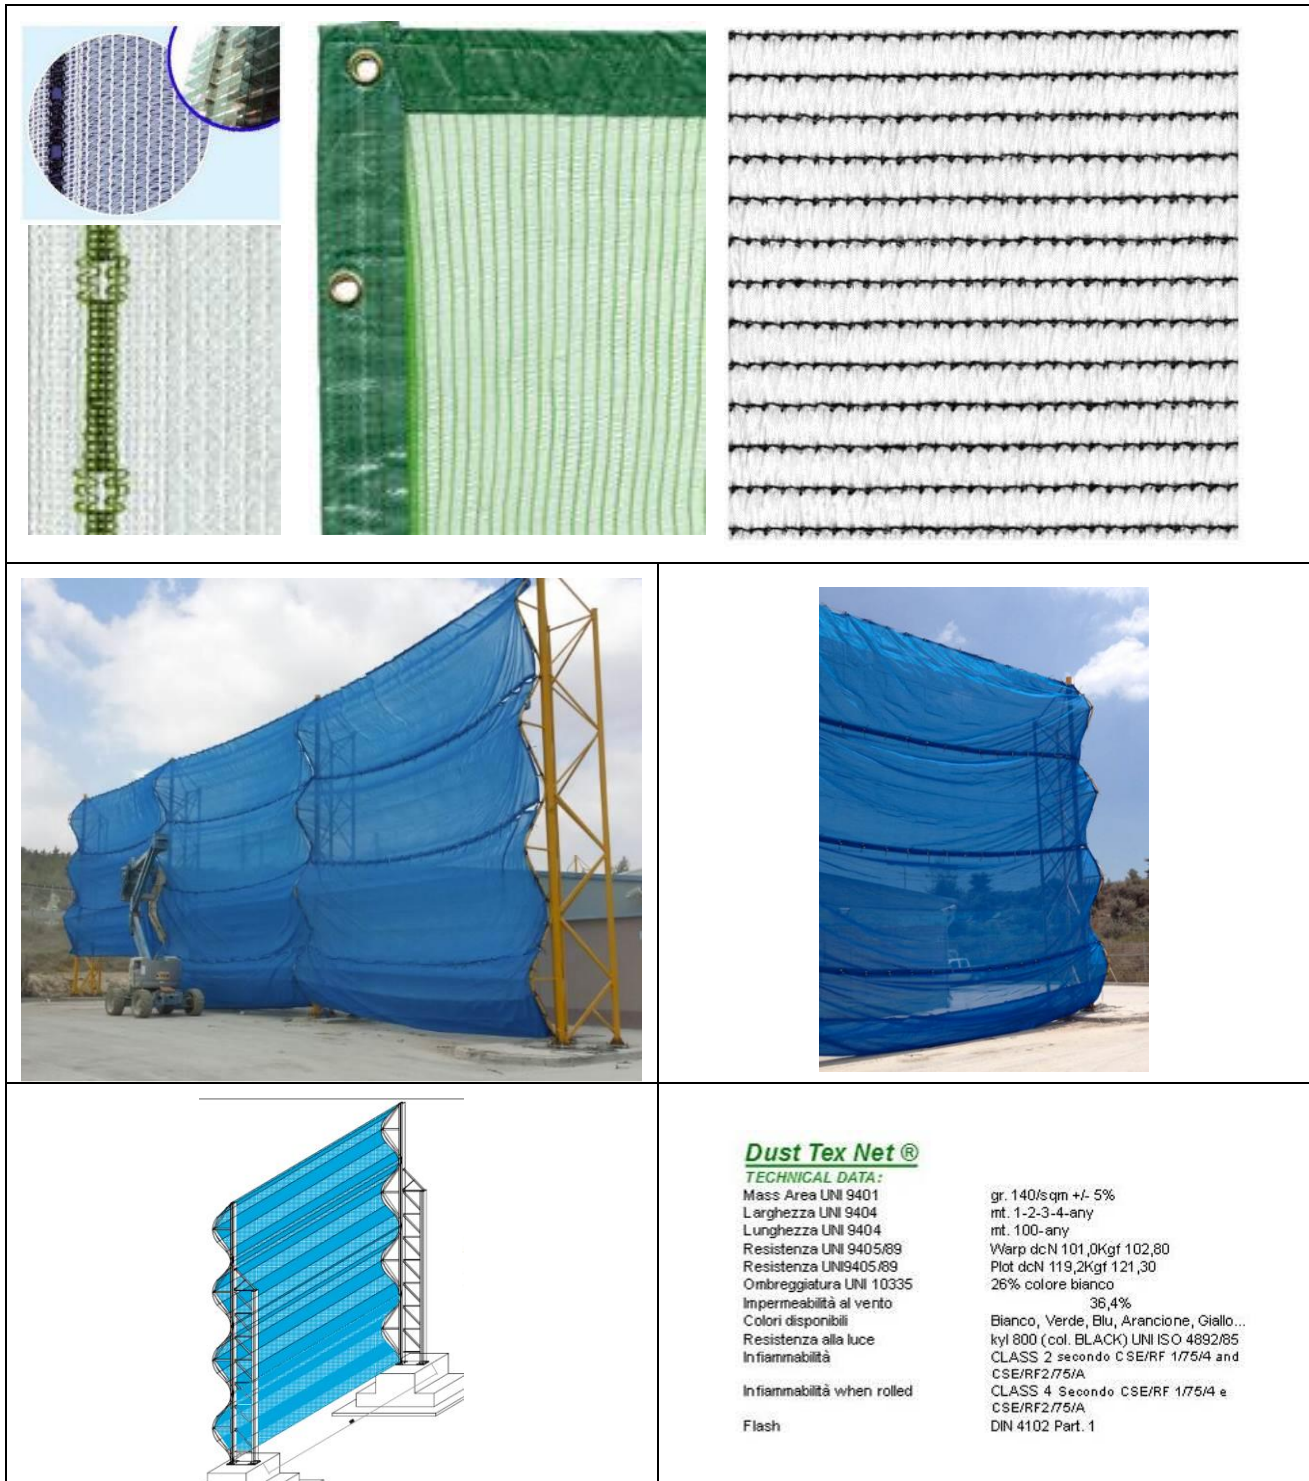 Dust Tex Net ®
TECHNICAL DATA:
Mass Area UNI 9401 gr. 140/sqm +/- 5%
Larghezza UNI 9404 mt. 1-2-3-4-any
Lunghezza UNI 9404 mt. 100-any
Resistenza UNI 9405/89 Warp dcN 101,0Kgf 102,80
Resistenza UNI9405/89 Plot dcN 119,2Kgf 121,30
Ombreggiatura UNI 10335 26% colore bianco
Impermeabilità al vento 36,4%
Colori disponibili Bianco, Verde, Blu, Arancione, Giallo...
Resistenza alla luce kyl 800 (col. BLACK) UNI ISO 4892/85
Infiammabilità CLASS 2 secondo CSE/RF 1/75/4 and
CSE/RF2/75/A
Infiammabilità when rolled CLASS 4 Secondo CSE/RF 1/75/4 e
CSE/RF2/75/A
Flash DIN 4102 Part. 1